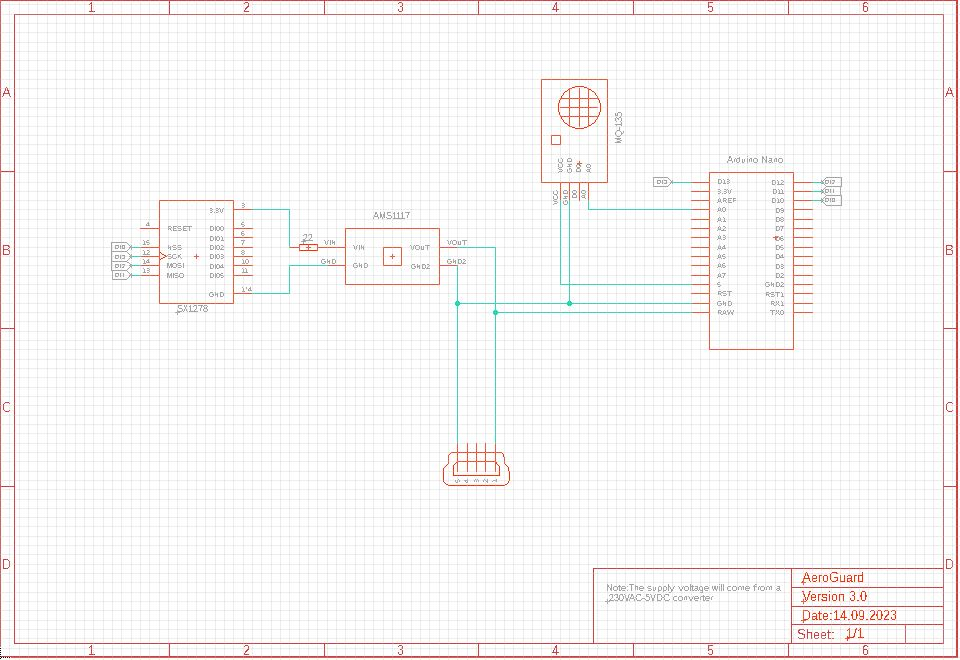 1 2 3 4 5 6
A A
MQ-135
VCC
GND
D0
A0
VCC
GND
D0
A0
Arduino Nano
D13
D13
3.3V
AREF
A0
A1
A2
A3
A4
A5
A6
A7
5
RST
GND
RAW
D12
D11
D10
D9
D8
D7
D6
D5
D4
D3
D2
GND2
RST1
RX1
TX0
D12
D11
D10
B B
4 RESET
D10 15 NSS
D13 12 SCK
D12 14 MOSI
D11 13 MISO
3.3V 3
DIO0 5
DIO1 6
DIO2 7
DIO3 8
DIO4 10
DIO5 11
GND
SX1278
22
AMS1117
VIN VIN VOUT VOUT
GND GND GND2 GND2
C C
5 4 3 2 1
D D
Note:The supply voltage will come from a
230VAC-5VDC converter
AeroGuard
Version 3.0
Date:14.09.2023
Sheet: 1/1
1 2 3 4 5 6